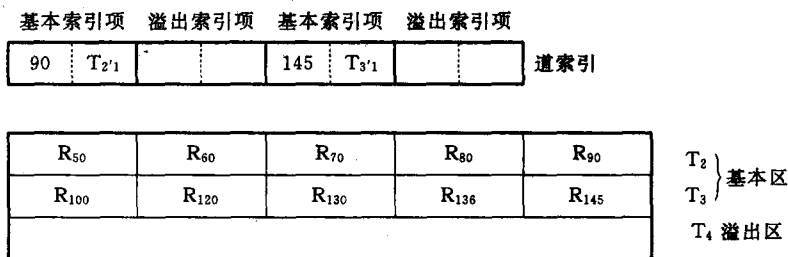 基本索引项 溢出索引项 基本索引项 溢出索引项
90 T₂'₁ 145 T₃'₁ 道索引
R₅₀ R₆₀ R₇₀ R₈₀ R₉₀ T₂
基本区
R₁₀₀ R₁₂₀ R₁₃₀ R₁₃₆ R₁₄₅ T₃
T₄ 溢出区